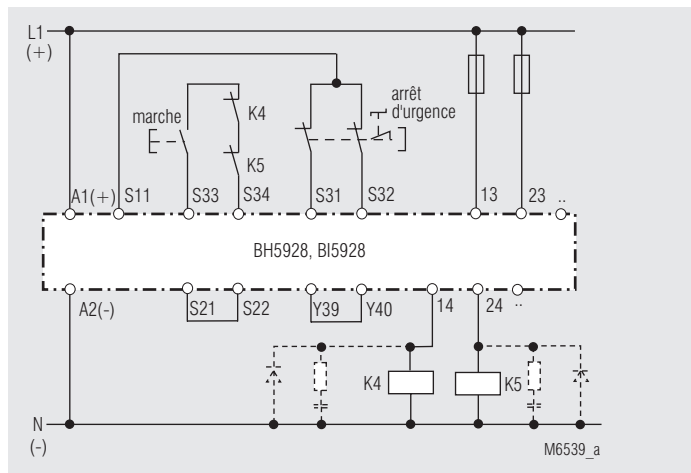 L1
(+)
marche
K4
K5
arrêt
d'urgence
A1(+)
S11
S33
S34
S31
S32
13
23
..
BH5928, BI5928
A2(-)
S21
S22
Y39
Y40
14
24
..
K4
K5
N
(-)
M6539_a